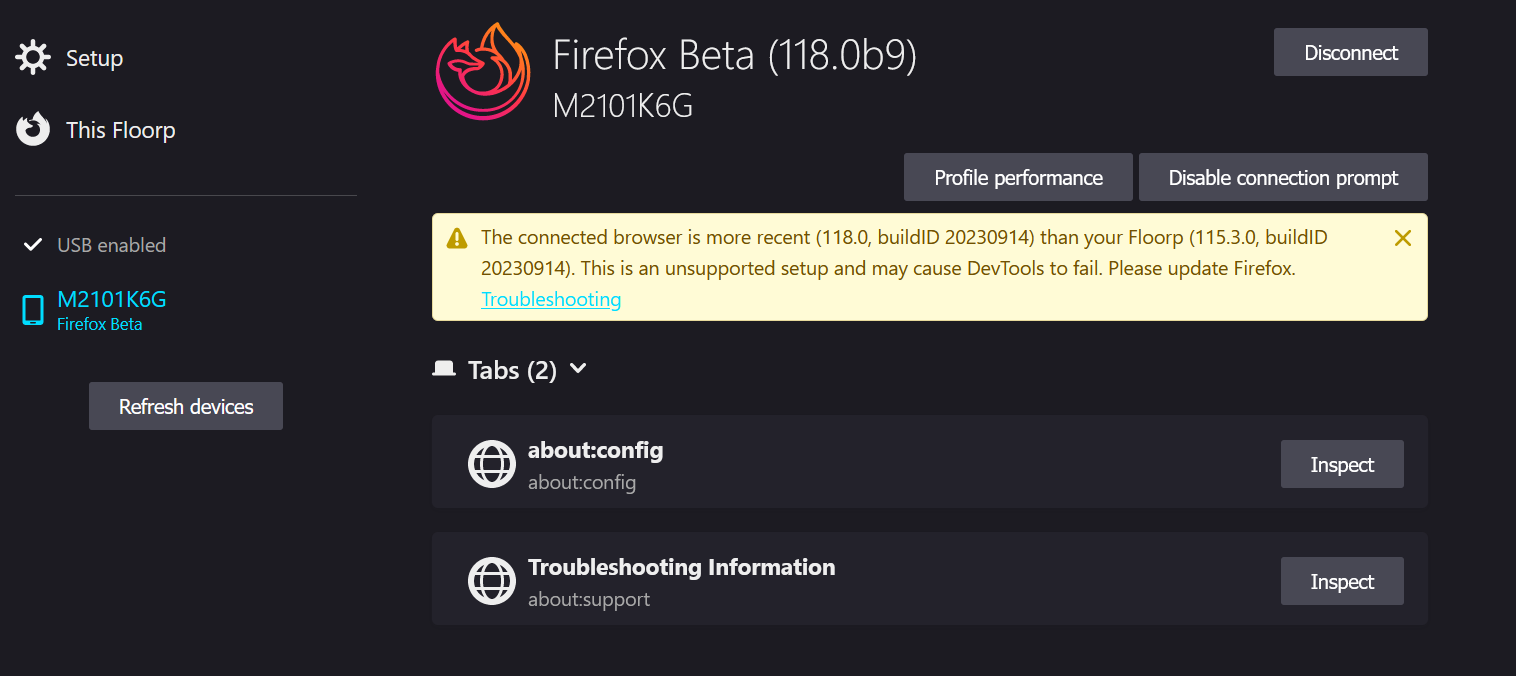 Setup
This Floorp
USB enabled
M2101K6G
Firefox Beta
Refresh devices
Firefox Beta (118.0b9)
M2101K6G
Disconnect
Profile performance
Disable connection prompt
The connected browser is more recent (118.0, buildID 20230914) than your Floorp (115.3.0, buildID
20230914). This is an unsupported setup and may cause DevTools to fail. Please update Firefox.
Troubleshooting
Tabs (2)
about:config
about:config
Inspect
Troubleshooting Information
about:support
Inspect